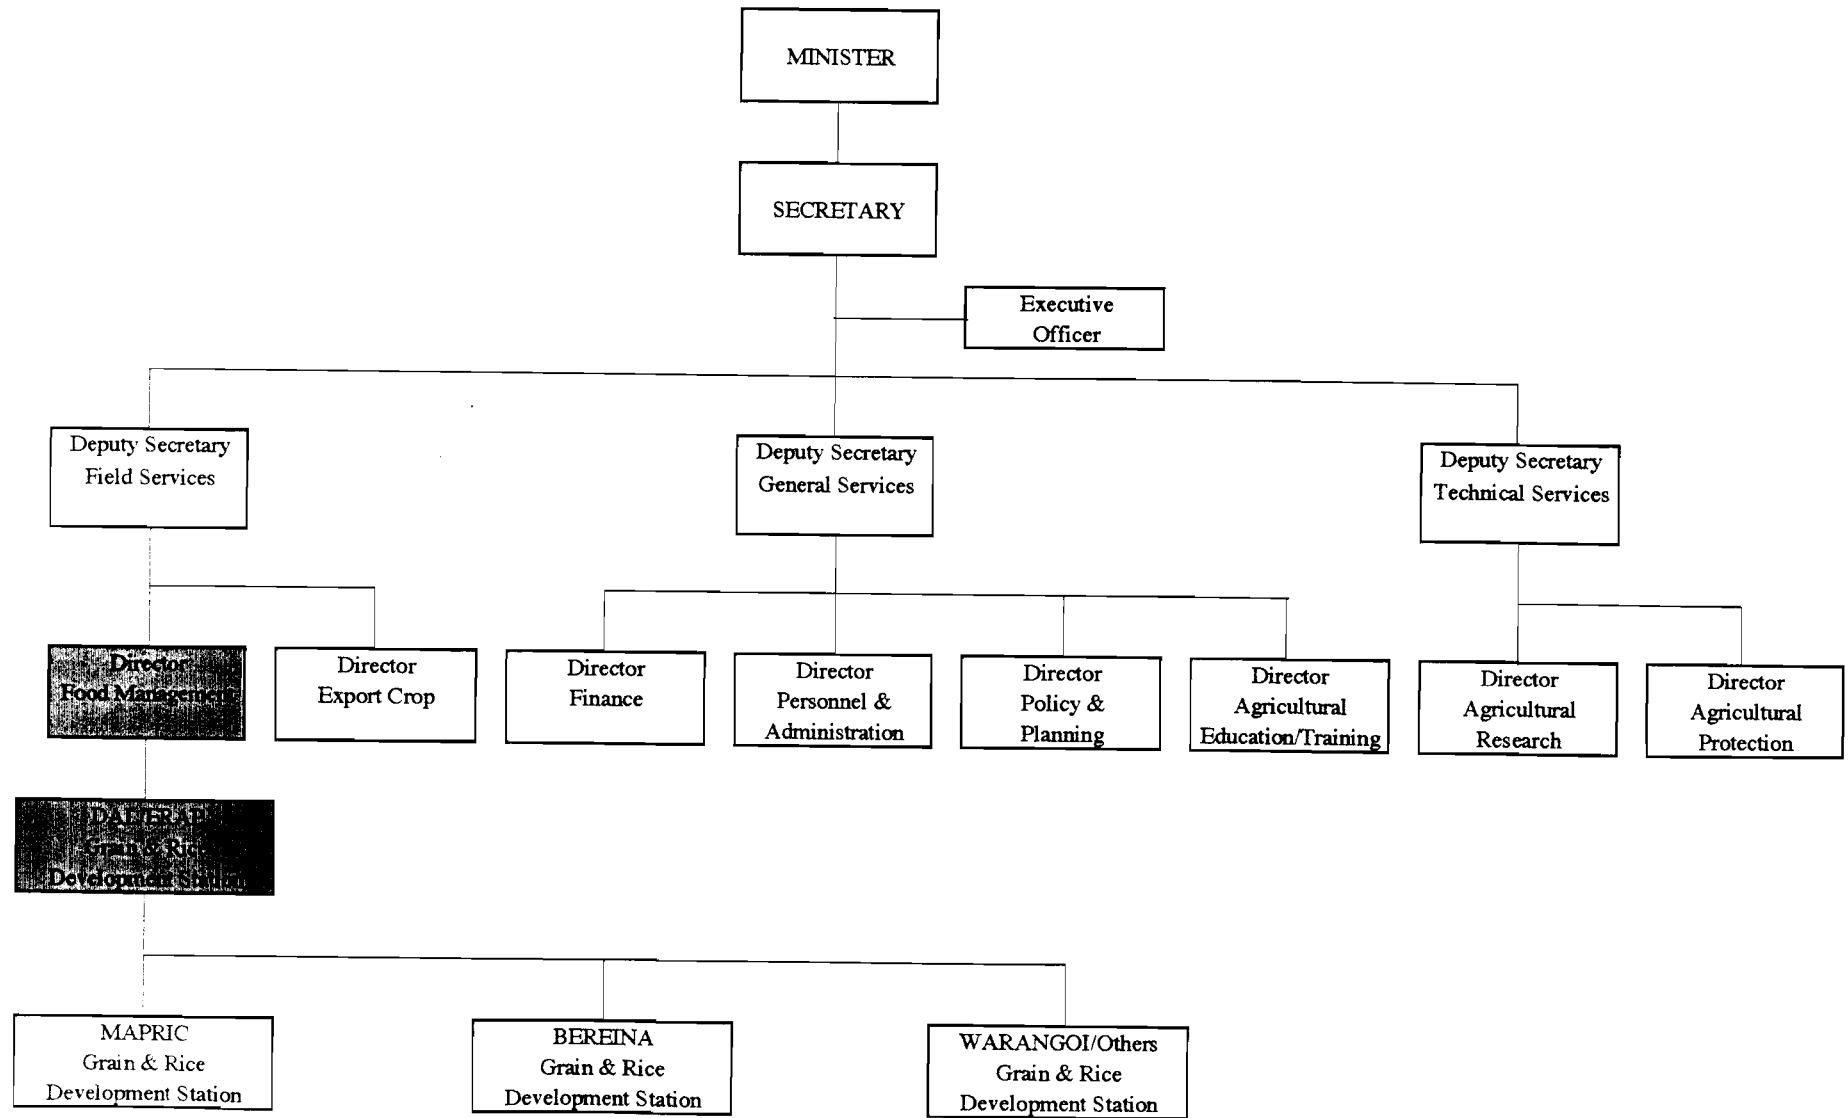 MINISTER
SECRETARY
Executive
Officer
Deputy Secretary
Field Services
Deputy Secretary
General Services
Deputy Secretary
Technical Services
Director
Food Management
Director
Export Crop
Director
Finance
Director
Personnel &
Administration
Director
Policy &
Planning
Director
Agricultural
Education/Training
Director
Agricultural
Research
Director
Agricultural
Protection
Grain & Rice
Development Station
MAPRIC
Grain & Rice
Development Station
BEREINA
Grain & Rice
Development Station
WARANGOI/Others
Grain & Rice
Development Station